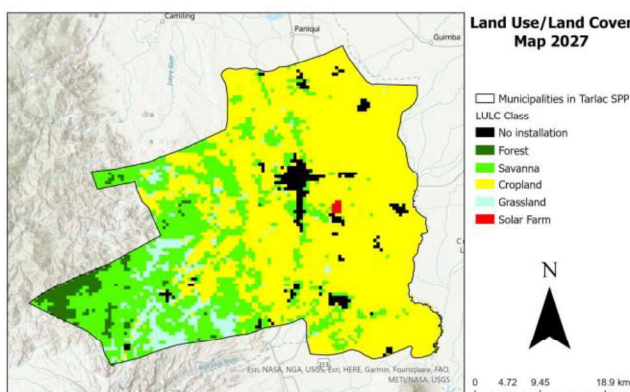 Camiling
Paniqui
Guimba
Land Use/Land Cover
Map 2027
Municipalities in Tarlac SPP
LULC Class
No installation
Forest
Savanna
Cropland
Grassland
Solar Farm
N
213
Esri, NASA, NGA, USGS, Esri, HERE, Garmin, Foursquare, FAO,
METI/NASA, USGS
0 4.72 9.45 18.9 km